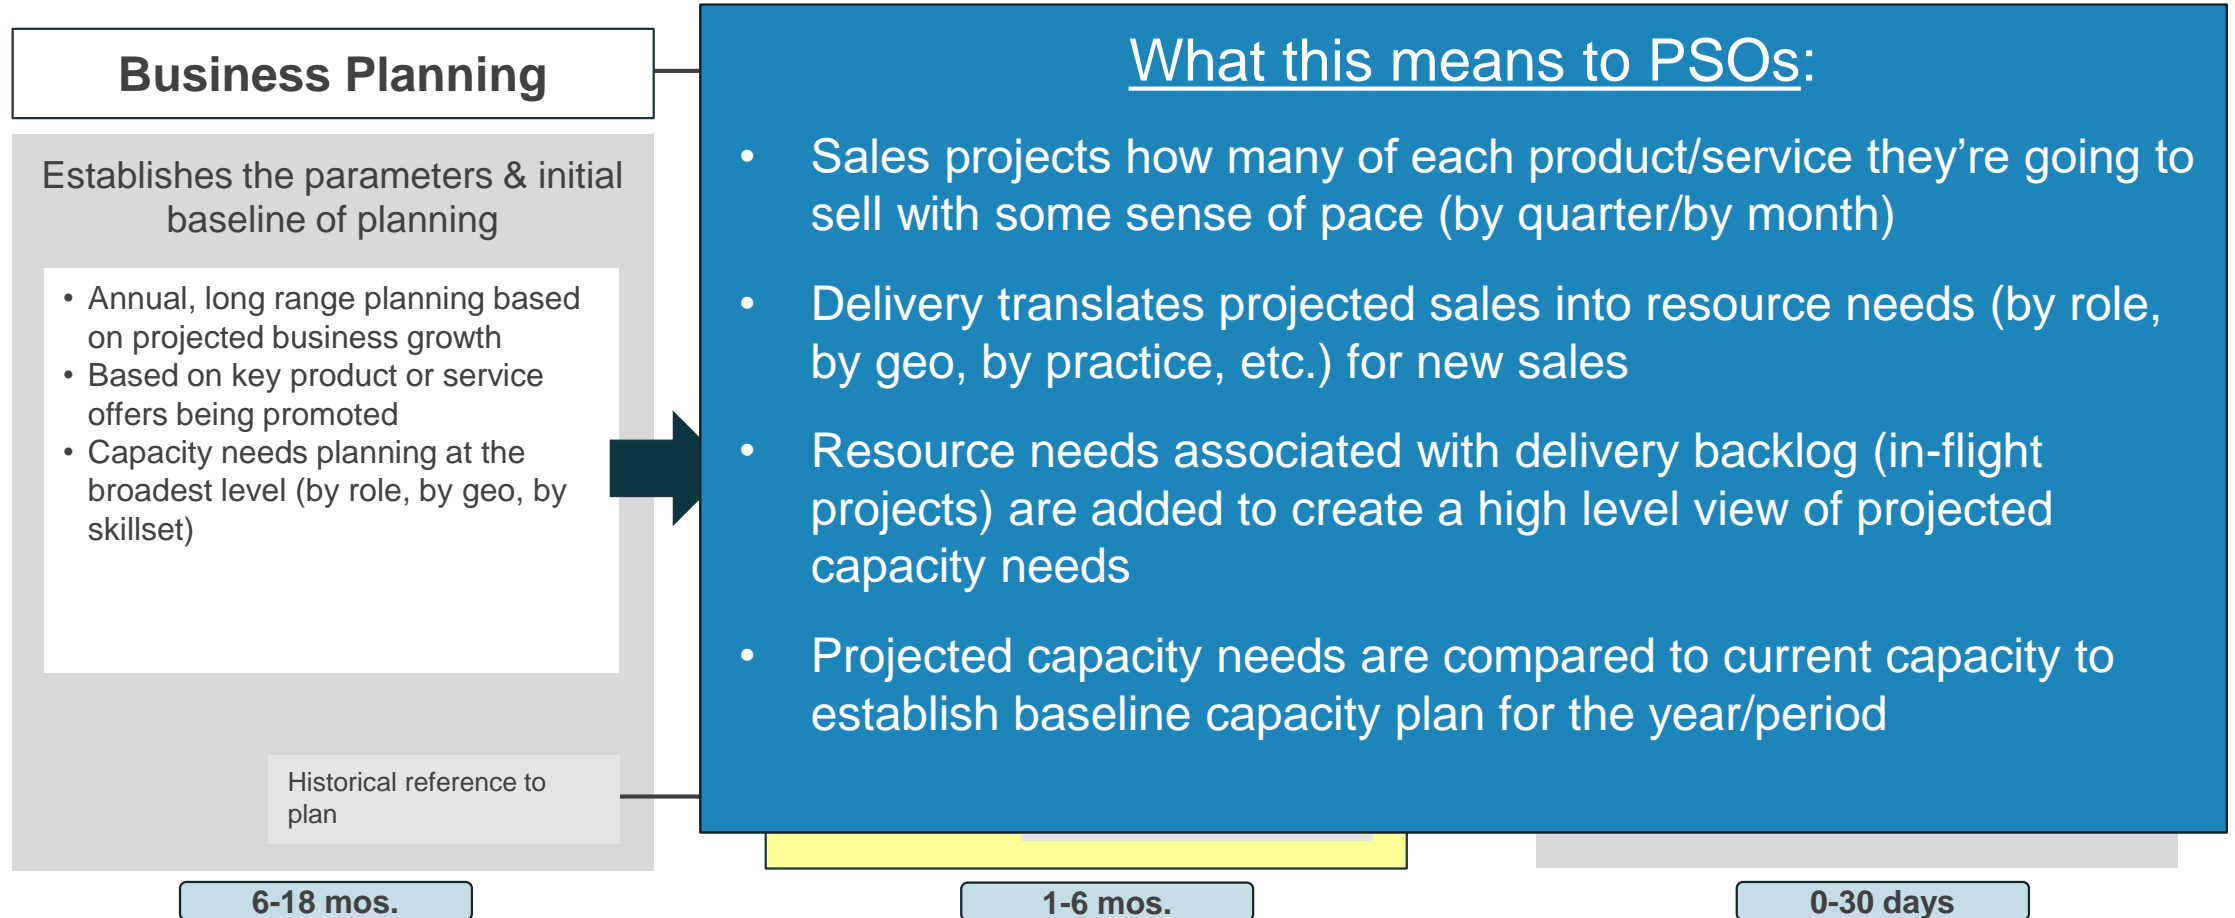 Business Planning
Establishes the parameters & initial
baseline of planning
• Annual, long range planning based
on projected business growth
• Based on key product or service
offers being promoted
• Capacity needs planning at the
broadest level (by role, by geo, by
skillset)
Historical reference to
plan
6-18 mos.
What this means to PSOs:
• Sales projects how many of each product/service they’re going to
sell with some sense of pace (by quarter/by month)
• Delivery translates projected sales into resource needs (by role,
by geo, by practice, etc.) for new sales
• Resource needs associated with delivery backlog (in-flight
projects) are added to create a high level view of projected
capacity needs
• Projected capacity needs are compared to current capacity to
establish baseline capacity plan for the year/period
1-6 mos.
0-30 days